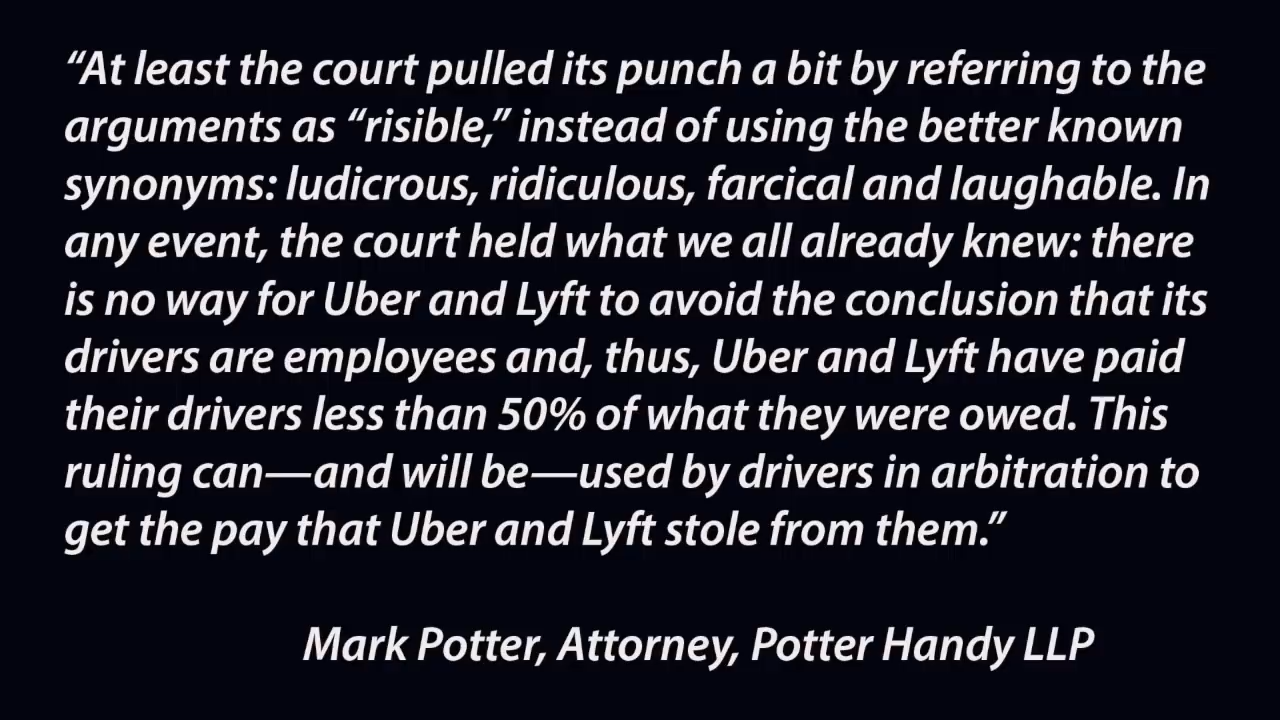 “At least the court pulled its punch a bit by referring to the
arguments as “risible,” instead of using the better known
synonyms: ludicrous, ridiculous, farcical and laughable. In
any event, the court held what we all already knew: there
is no way for Uber and Lyft to avoid the conclusion that its
drivers are employees and, thus, Uber and Lyft have paid
their drivers less than 50% of what they were owed. This
ruling can—and will be—used by drivers in arbitration to
get the pay that Uber and Lyft stole from them.”
Mark Potter, Attorney, Potter Handy LLP